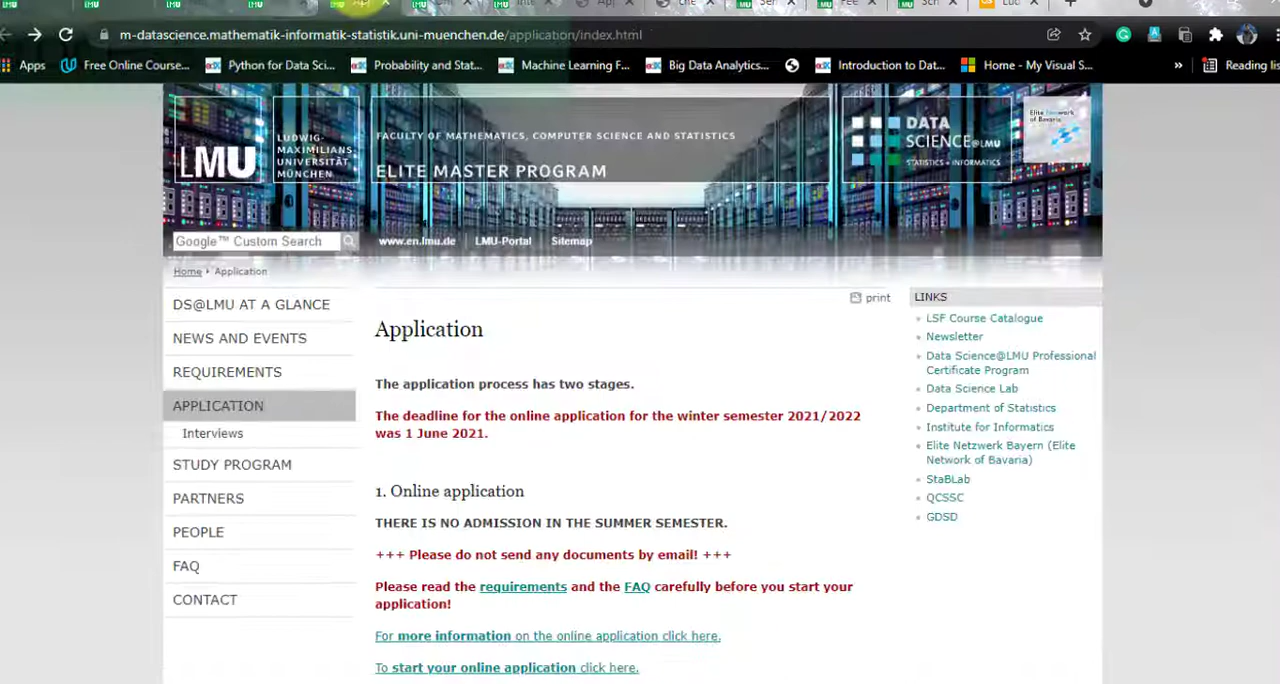 m-datascience.mathematik-informatik-statistik.uni-muenchen.de/application/index.html
Apps
Free Online Course...
Python for Data Sci...
Probability and Stat...
Machine Learning F...
Big Data Analytics...
Introduction to Dat...
Home - My Visual S...
»
Reading lis
LMU
LUDWIG-
MAXIMILIANS-
UNIVERSITÄT
MÜNCHEN
FACULTY OF MATHEMATICS, COMPUTER SCIENCE AND STATISTICS
ELITE MASTER PROGRAM
DATA
SCIENCE@LMU
STATISTICS + INFORMATICS
Google™ Custom Search
www.en.lmu.de
LMU-Portal
Sitemap
Home
Application
DS@LMU AT A GLANCE
NEWS AND EVENTS
REQUIREMENTS
APPLICATION
Interviews
STUDY PROGRAM
PARTNERS
PEOPLE
FAQ
CONTACT
print
Application
The application process has two stages.
The deadline for the online application for the winter semester 2021/2022
was 1 June 2021.
1. Online application
THERE IS NO ADMISSION IN THE SUMMER SEMESTER.
+++ Please do not send any documents by email! +++
Please read the requirements and the FAQ carefully before you start your
application!
For more information on the online application click here.
To start your online application click here.
LINKS
LSF Course Catalogue
Newsletter
Data Science@LMU Professional
Certificate Program
Data Science Lab
Department of Statistics
Institute for Informatics
Elite Netzwerk Bayern (Elite
Network of Bavaria)
StaBLab
QCSSC
GDSD